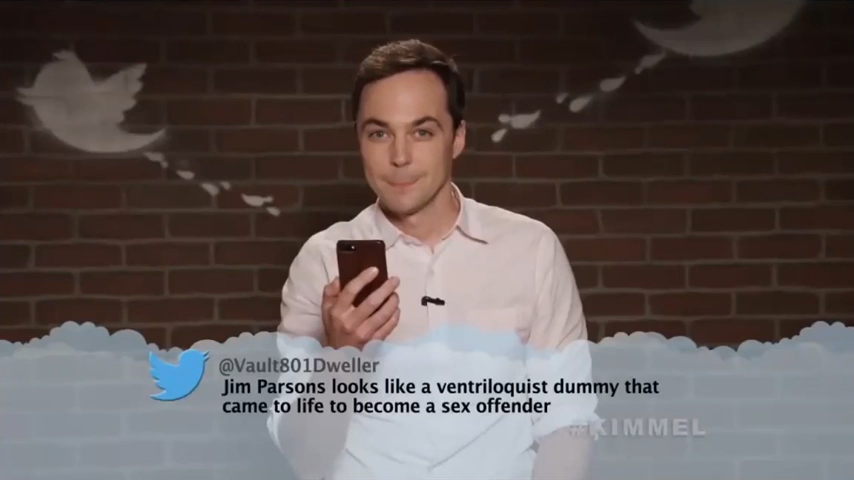 @Vault801Dweller
Jim Parsons looks like a ventriloquist dummy that
came to life to become a sex offender
#KIMMEL